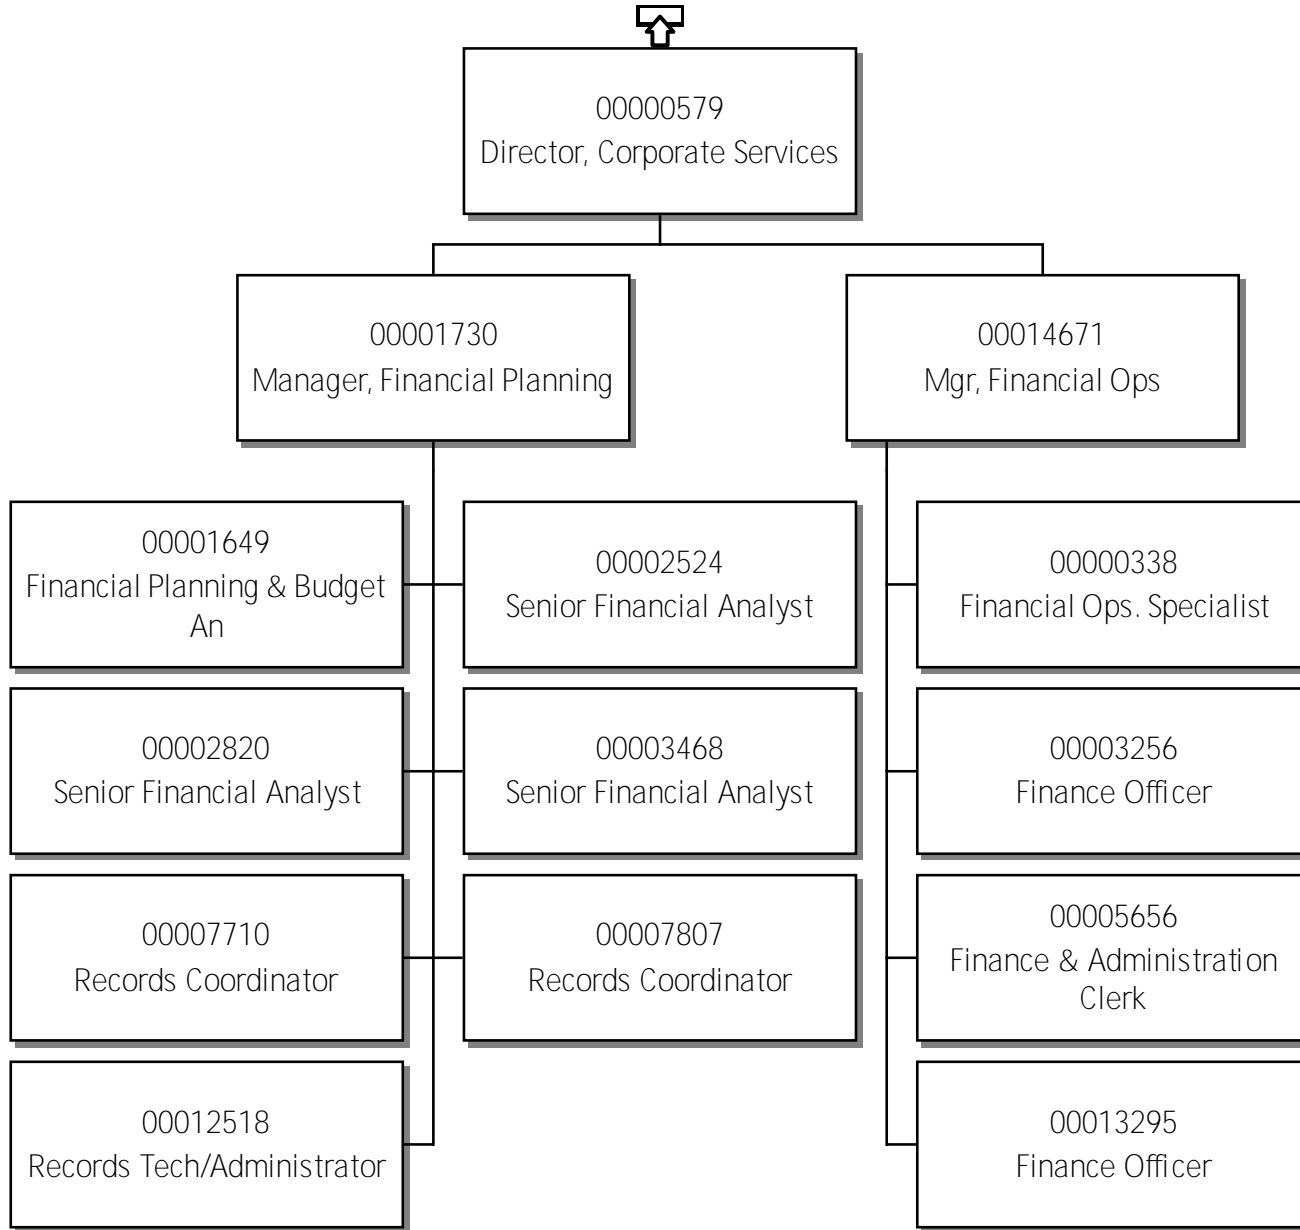 00000579
Director, Corporate Services
00001730
Manager, Financial Planning
00014671
Mgr, Financial Ops
00001649
Financial Planning & Budget
An
00002524
Senior Financial Analyst
00000338
Financial Ops. Specialist
00002820
Senior Financial Analyst
00003468
Senior Financial Analyst
00003256
Finance Officer
00007710
Records Coordinator
00007807
Records Coordinator
00005656
Finance & Administration
Clerk
00012518
Records Tech/Administrator
00013295
Finance Officer